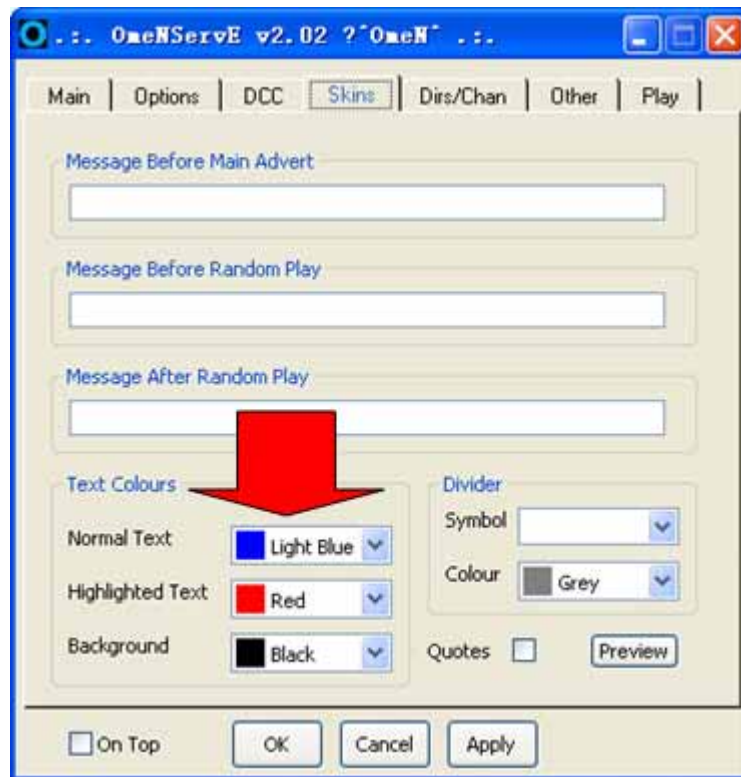 .:. OmeNServE v2.02 ?ˆOmeNˆ .:.
Main Options DCC Skins Dirs/Chan Other Play
Message Before Main Advert
Message Before Random Play
Message After Random Play
Text Colours
Normal Text Light Blue
Highlighted Text Red
Background Black
Divider
Symbol
Colour Grey
Quotes Preview
On Top OK Cancel Apply